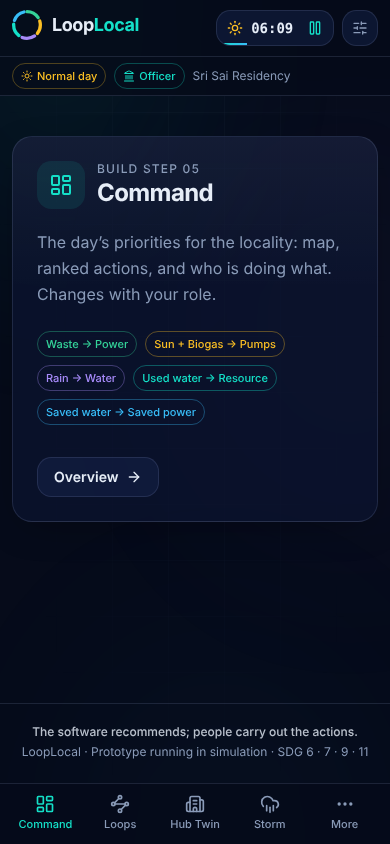 LoopLocal
06:09
Normal day
Officer
Sri Sai Residency
BUILD STEP 05
Command
The day’s priorities for the locality: map,
ranked actions, and who is doing what.
Changes with your role.
Waste → Power
Sun + Biogas → Pumps
Rain → Water
Used water → Resource
Saved water → Saved power
Overview →
The software recommends; people carry out the actions.
LoopLocal · Prototype running in simulation · SDG 6 · 7 · 9 · 11
Command
Loops
Hub Twin
Storm
More